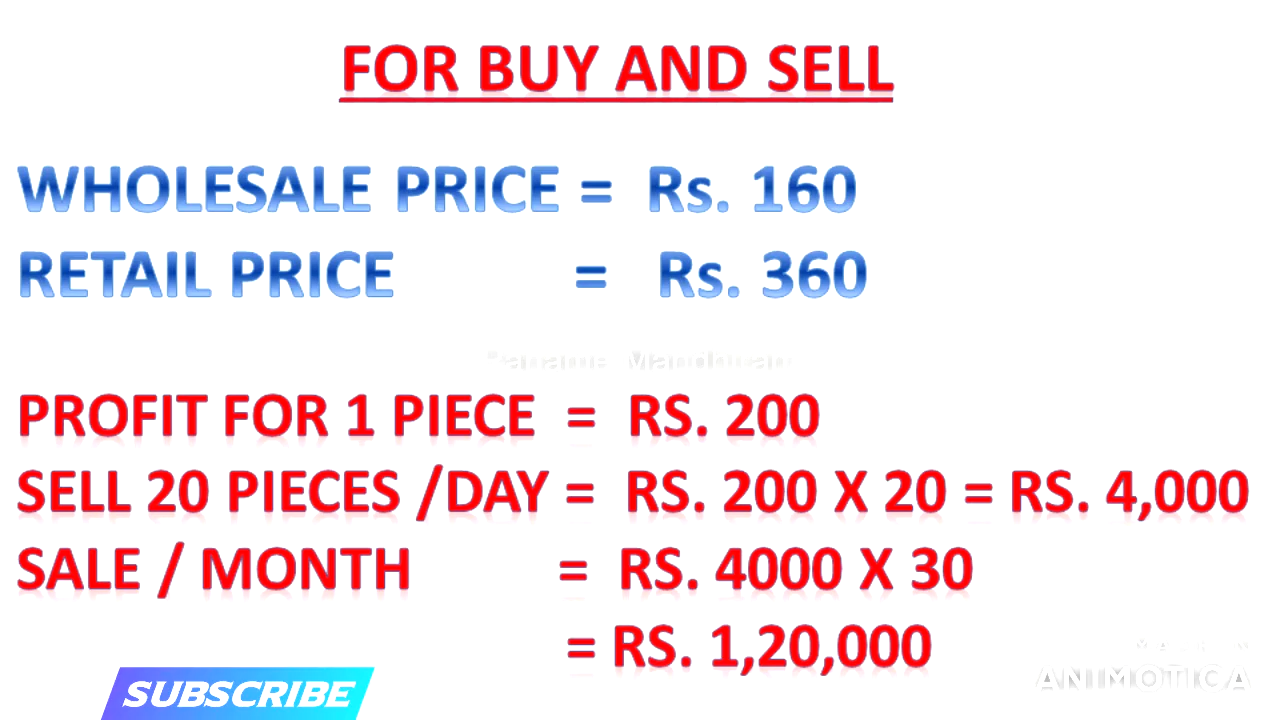 FOR BUY AND SELL
WHOLESALE PRICE = Rs. 160
RETAIL PRICE = Rs. 360
PROFIT FOR 1 PIECE = RS. 200
SELL 20 PIECES /DAY = RS. 200 X 20 = RS. 4,000
SALE / MONTH = RS. 4000 X 30
= RS. 1,20,000
SUBSCRIBE
ANIMOTICA